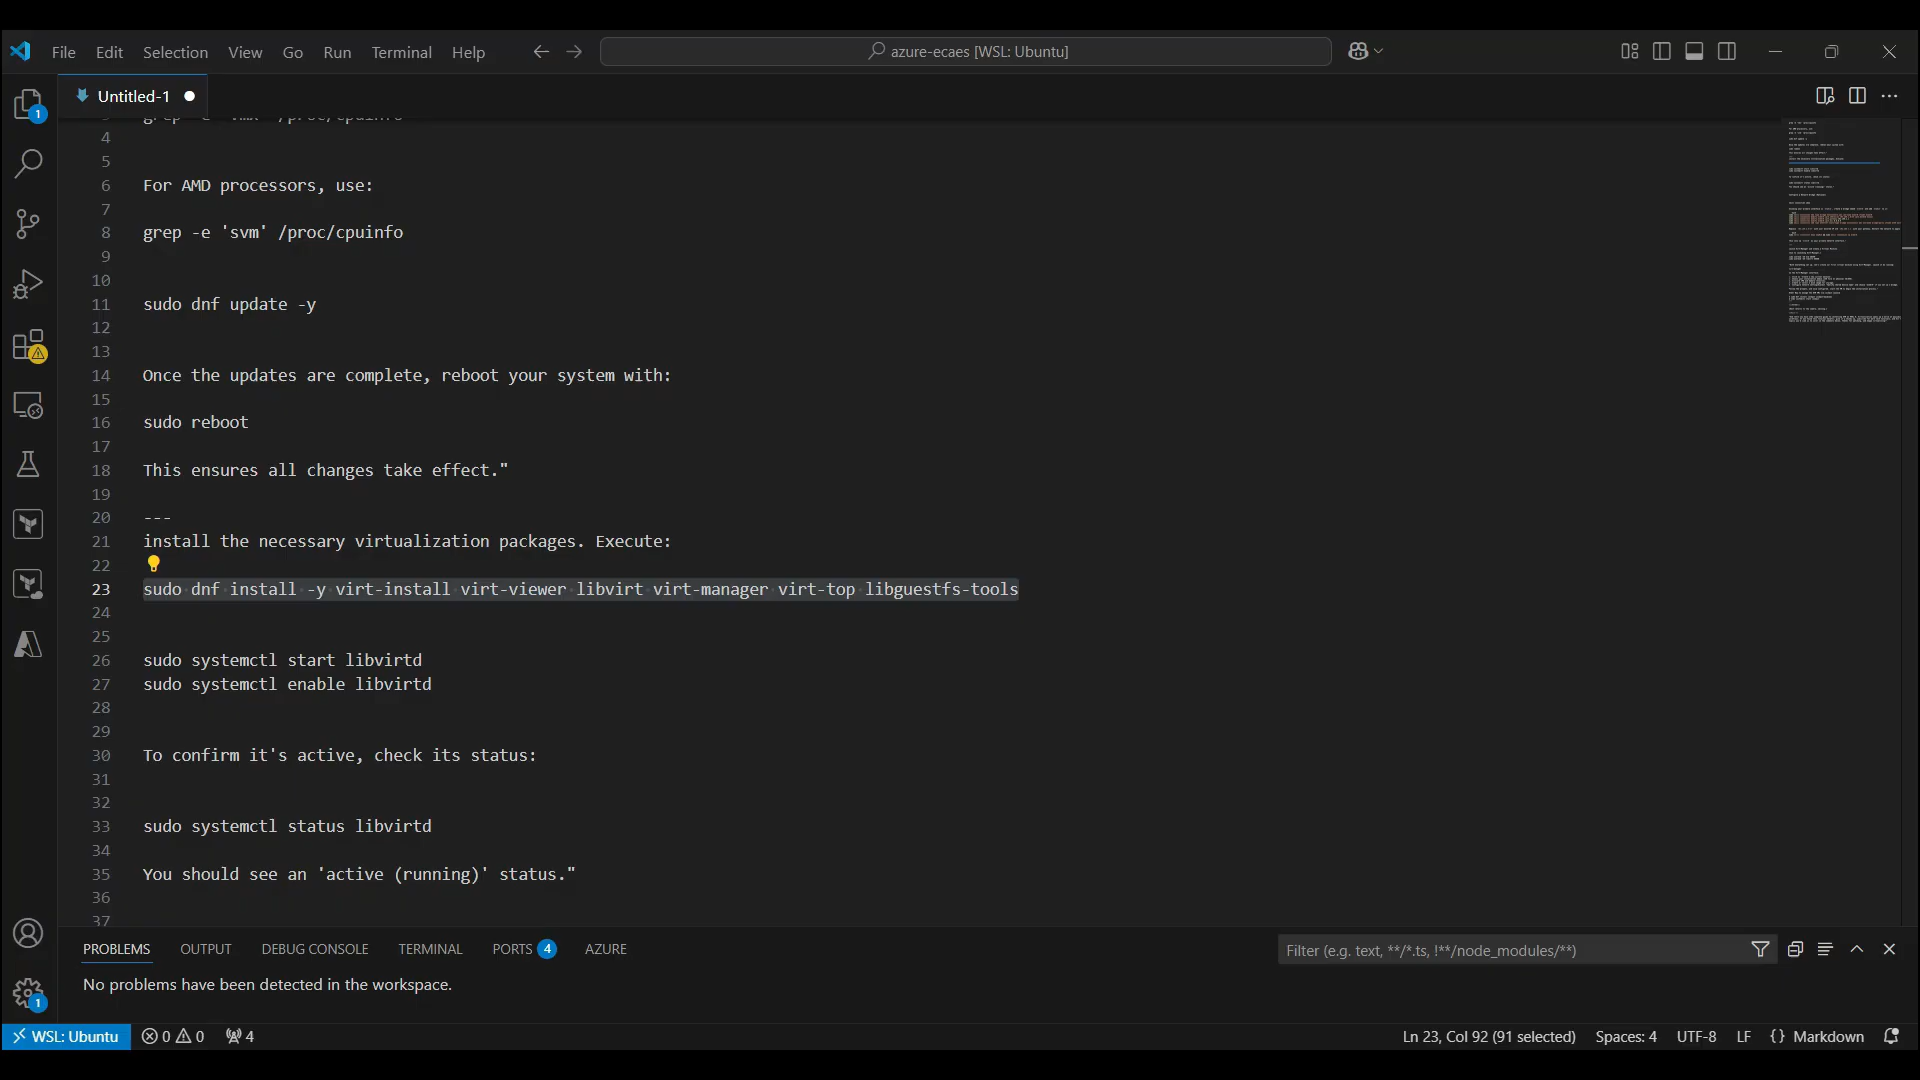 File Edit Selection View Go Run Terminal Help azure-ecaes [WSL: Ubuntu]
1
Untitled-1
4
5
6 For AMD processors, use:
7
8 grep -e 'svm' /proc/cpuinfo
9
10
11 sudo dnf update -y
12
13
14 Once the updates are complete, reboot your system with:
15
16 sudo reboot
17
18 This ensures all changes take effect."
19
20 ---
21 install the necessary virtualization packages. Execute:
22
23 sudo dnf install -y virt-install virt-viewer libvirt virt-manager virt-top libguestfs-tools
24
25
26 sudo systemctl start libvirtd
27 sudo systemctl enable libvirtd
28
29
30 To confirm it's active, check its status:
31
32
33 sudo systemctl status libvirtd
34
35 You should see an 'active (running)' status."
36
37
PROBLEMS OUTPUT DEBUG CONSOLE TERMINAL PORTS 4 AZURE Filter (e.g. text, **/*.ts, !**/node_modules/**)
No problems have been detected in the workspace.
1
WSL: Ubuntu 0 0 4 Ln 23, Col 92 (91 selected) Spaces: 4 UTF-8 LF {} Markdown